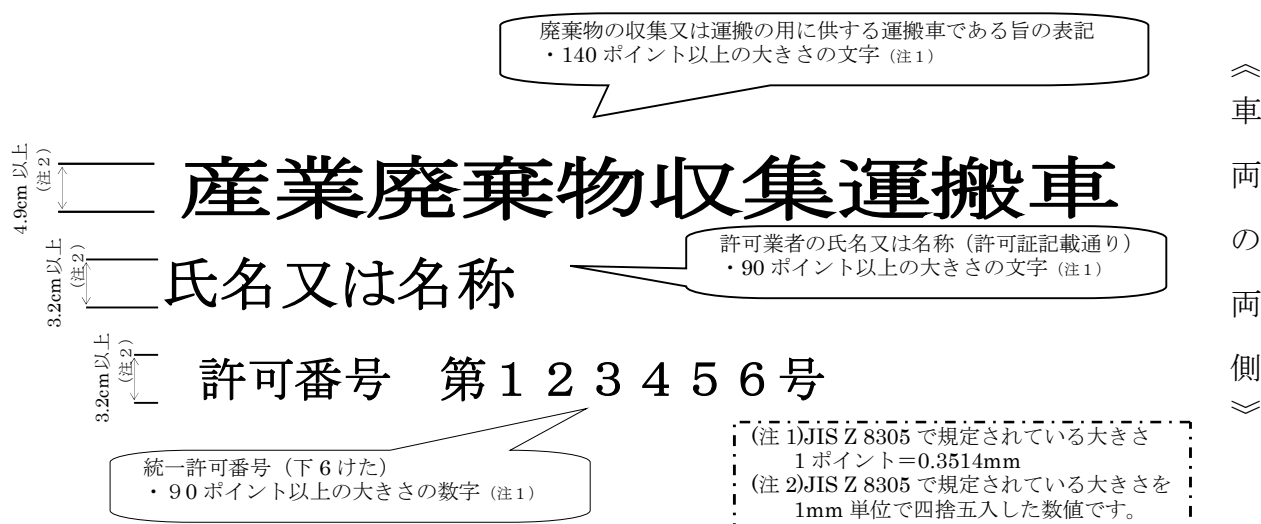 廃棄物の収集又は運搬の用に供する運搬車である旨の表記
・140 ポイント以上の大きさの文字（注１）
4.9cm 以上
（注２）
産業廃棄物収集運搬車
許可業者の氏名又は名称（許可証記載通り）
・90 ポイント以上の大きさの文字（注１）
3.2cm 以上
（注２）
氏名又は名称
3.2cm 以上
（注２）
許可番号　第１２３４５６号
統一許可番号（下６けた）
・９０ポイント以上の大きさの数字（注１）
(注 1)JIS Z 8305 で規定されている大きさ
１ポイント＝0.3514mm
(注 2)JIS Z 8305 で規定されている大きさを
1mm 単位で四捨五入した数値です。
《車両の両側》